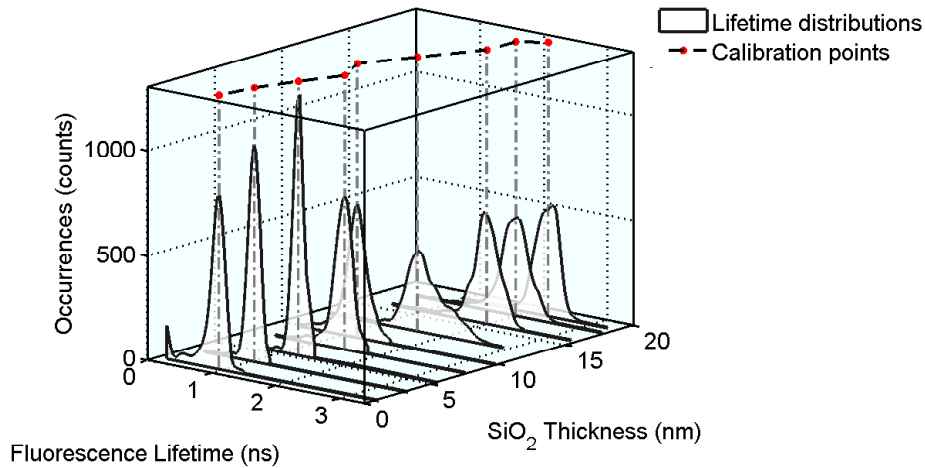 Lifetime distributions
Calibration points
Occurrences (counts)
1000
500
0
0
1
2
3
0
5
10
15
20
Fluorescence Lifetime (ns)
SiO2 Thickness (nm)